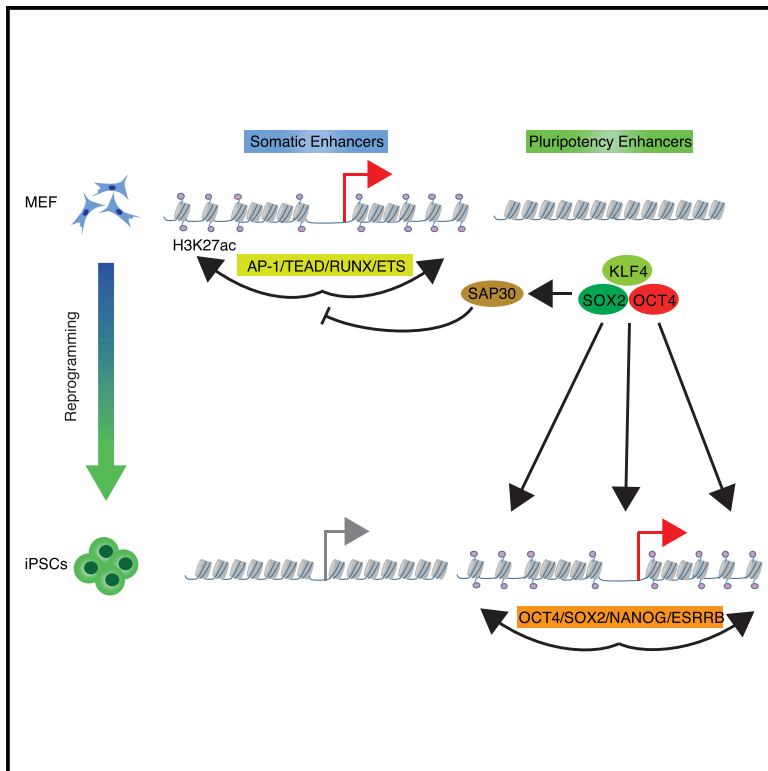 Somatic Enhancers
Pluripotency Enhancers
MEF
H3K27ac
AP-1/TEAD/RUNX/ETS
KLF4
SAP30
SOX2
OCT4
Reprogramming
iPSCs
OCT4/SOX2/NANOG/ESRRB